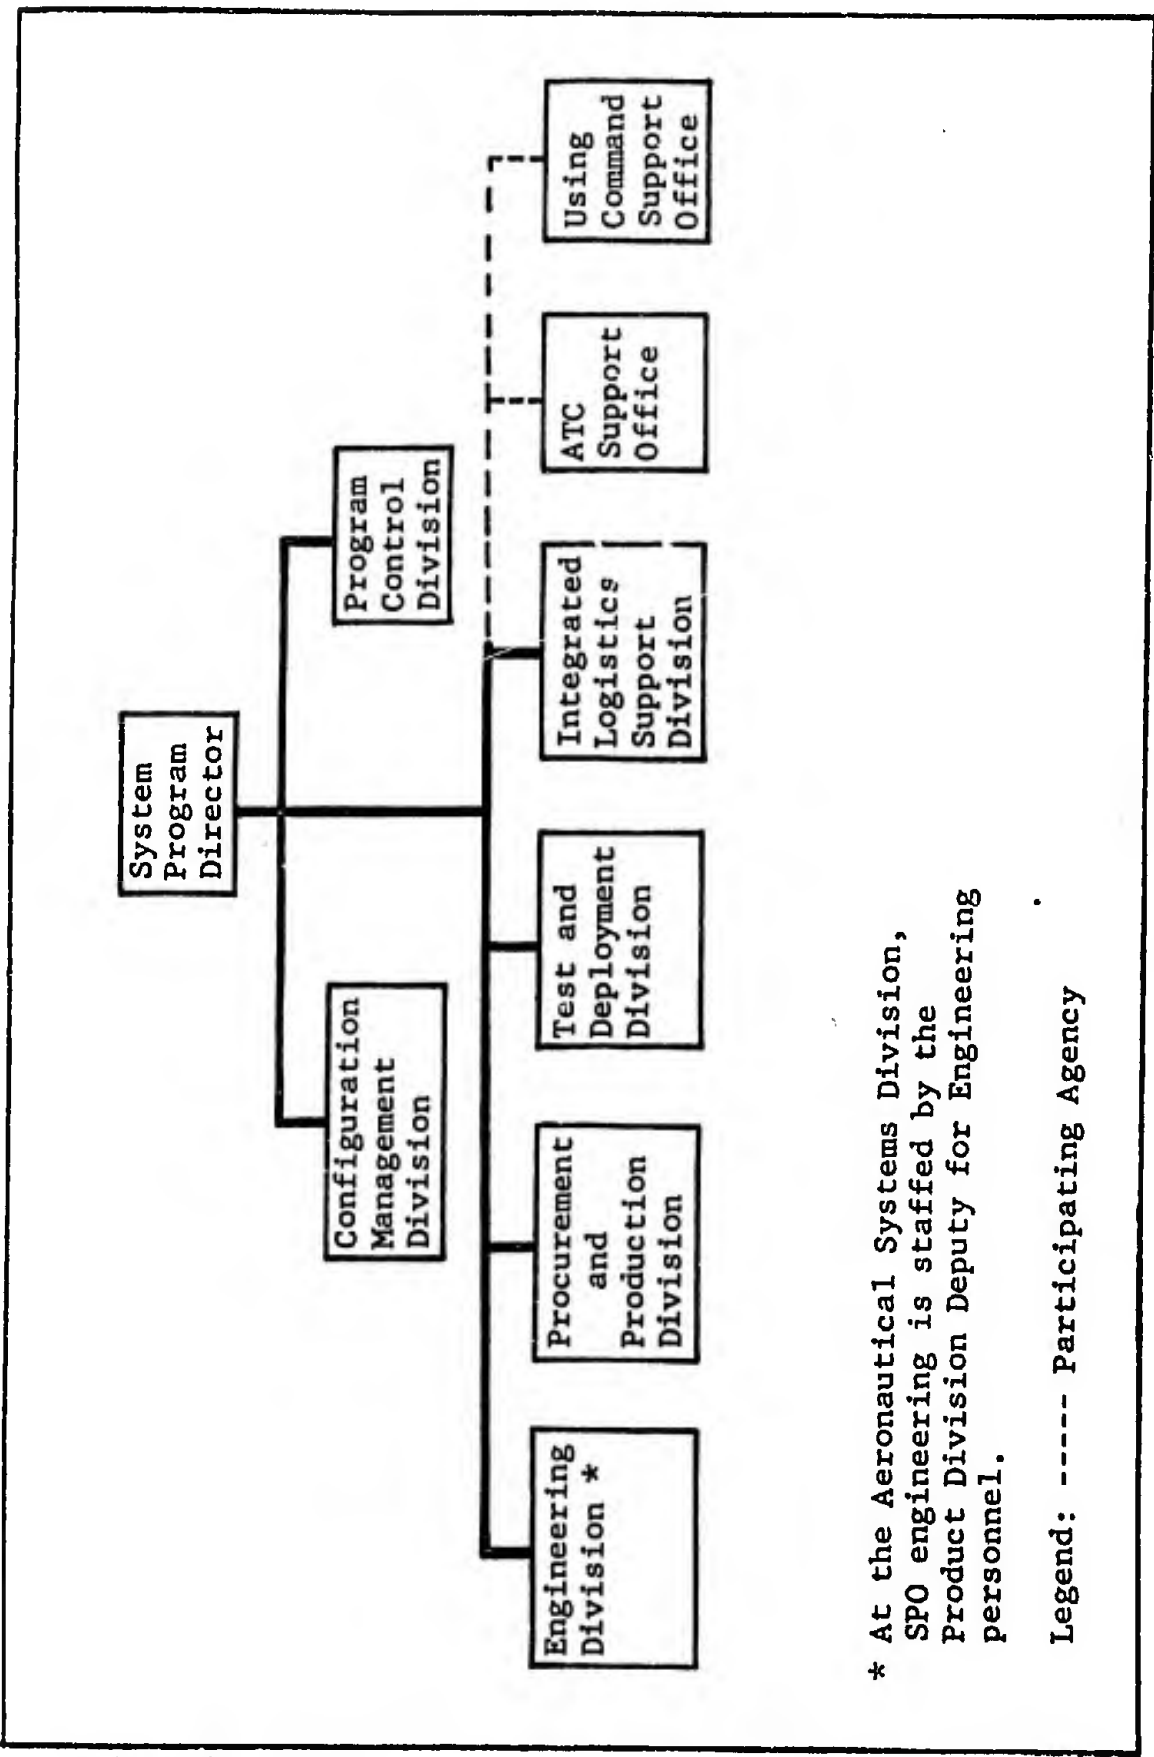 System
Program
Director
Configuration
Management
Division
Program
Control
Division
Engineering
Division *
Procurement
and
Production
Division
Test and
Deployment
Division
Integrated
Logistics
Support
Division
ATC
Support
Office
Using
Command
Support
Office
* At the Aeronautical Systems Division,
SPO engineering is staffed by the
Product Division Deputy for Engineering
personnel.
Legend: ----- Participating Agency